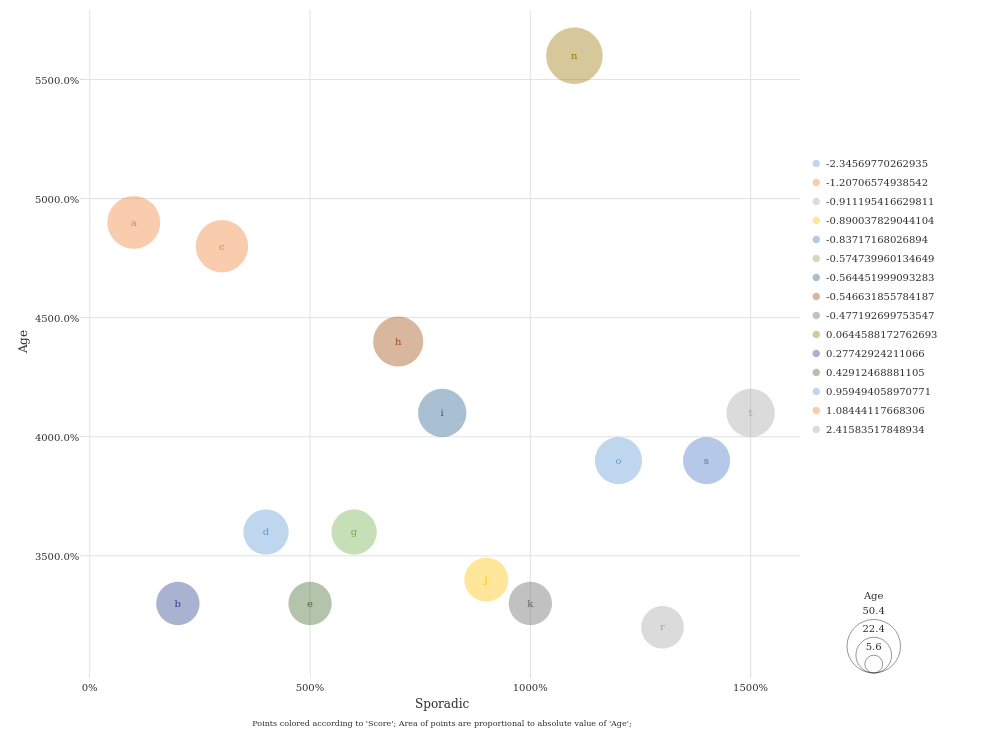 n
5500.0%
5000.0%
4500.0%
4000.0%
3500.0%
Age
a
c
h
i
t
o
s
d
g
j
b
e
k
r
0%
500%
1000%
1500%
Sporadic
Points colored according to 'Score'; Area of points are proportional to absolute value of 'Age';
-2.34569770262935
-1.20706574938542
-0.911195416629811
-0.890037829044104
-0.83717168026894
-0.574739960134649
-0.564451999093283
-0.546631855784187
-0.477192699753547
0.0644588172762693
0.27742924211066
0.42912468881105
0.959494058970771
1.08444117668306
2.41583517848934
Age
50.4
22.4
5.6